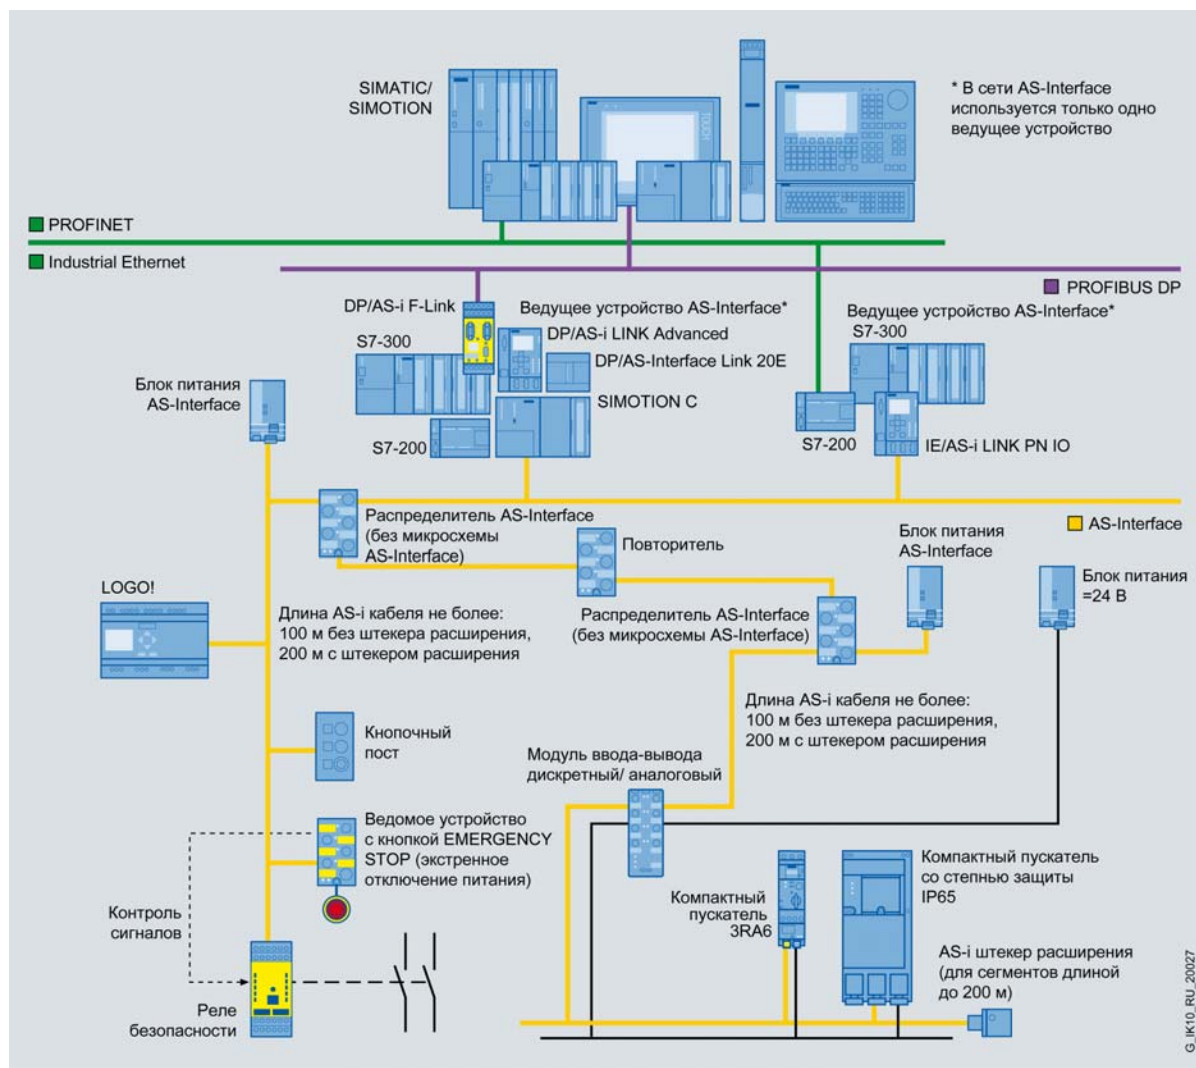 SIMATIC/
SIMOTION
TOUCH
* В сети AS-Interface
используется только одно
ведущее устройство
PROFINET
Industrial Ethernet
PROFIBUS DP
DP/AS-i F-Link
Ведущее устройство AS-Interface*
DP/AS-i LINK Advanced
DP/AS-Interface Link 20E
S7-300
SIMOTION C
S7-200
Ведущее устройство AS-Interface*
S7-300
S7-200
IE/AS-i LINK PN IO
Блок питания
AS-Interface
Распределитель AS-Interface
(без микросхемы
AS-Interface)
Повторитель
AS-Interface
Блок питания
AS-Interface
Блок питания
=24 В
LOGO!
Длина AS-i кабеля не более:
100 м без штекера расширения,
200 м с штекером расширения
Распределитель AS-Interface
(без микросхемы AS-Interface)
Длина AS-i кабеля не более:
100 м без штекера расширения,
200 м с штекером расширения
Кнопочный
пост
Модуль ввода-вывода
дискретный/ аналоговый
Ведомое устройство
с кнопкой EMERGENCY
STOP (экстренное
отключение питания)
Контроль
сигналов
Реле
безопасности
Компактный
пускатель
3RA6
Компактный пускатель
со степнью защиты
IP65
AS-i штекер расширения
(для сегментов длиной
до 200 м)
G_IK10_RU_20027